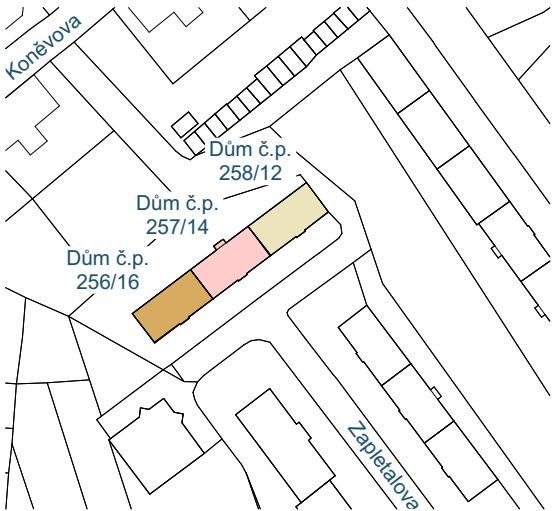 Koněvova
Dům č.p.
258/12
Dům č.p.
257/14
Dům č.p.
256/16
Zapletalova